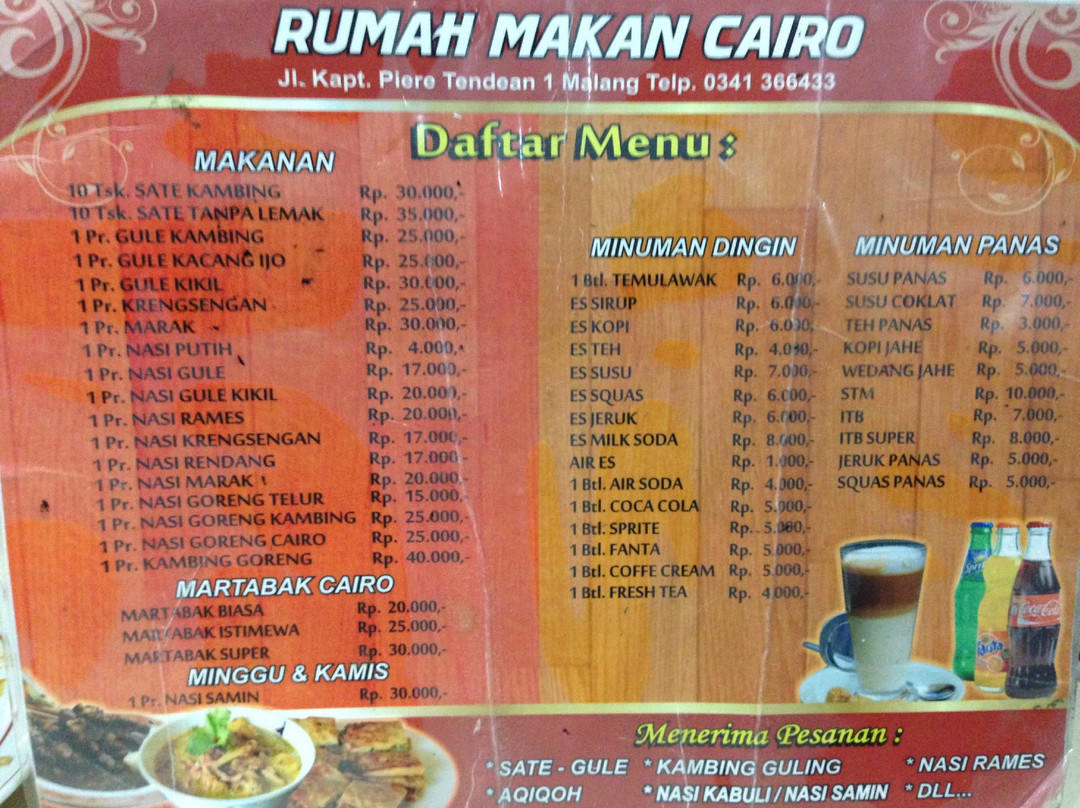 RUMAH MAKAN CAIRO
Jl. Kapt. Piere Tendean 1 Malang Telp. 0341 366433
Daftar Menu :
MAKANAN
10 Tsk. SATE KAMBING Rp. 30.000,-
10 Tsk. SATE TANPA LEMAK Rp. 35.000,-
1 Pr. GULE KAMBING Rp. 25.000,-
1 Pr. GULE KACANG IJO Rp. 25.000,-
1 Pr. GULE KIKIL Rp. 30.000,-
1 Pr. KRENGSENGAN Rp. 25.000,-
1 Pr. MARAK Rp. 30.000,-
1 Pr. NASI PUTIH Rp. 4.000,-
1 Pr. NASI GULE Rp. 17.000,-
1 Pr. NASI GULE KIKIL Rp. 20.000,-
1 Pr. NASI RAMES Rp. 20.000,-
1 Pr. NASI KRENGSENGAN Rp. 17.000,-
1 Pr. NASI RENDANG Rp. 17.000,-
1 Pr. NASI MARAK Rp. 20.000,-
1 Pr. NASI GORENG TELUR Rp. 15.000,-
1 Pr. NASI GORENG KAMBING Rp. 25.000,-
1 Pr. NASI GORENG CAIRO Rp. 25.000,-
1 Pr. KAMBING GORENG Rp. 40.000,-
MARTABAK CAIRO
MARTABAK BIASA Rp. 20.000,-
MARTABAK ISTIMEWA Rp. 25.000,-
MARTABAK SUPER Rp. 30.000,-
MINGGU & KAMIS
1 Pr. NASI SAMIN Rp. 30.000,-
MINUMAN DINGIN
1 Btl. TEMULAWAK Rp. 6.000,-
ES SIRUP Rp. 6.000,-
ES KOPI Rp. 6.000,-
ES TEH Rp. 4.000,-
ES SUSU Rp. 7.000,-
ES SQUAS Rp. 6.000,-
ES JERUK Rp. 6.000,-
ES MILK SODA Rp. 8.000,-
AIR ES Rp. 1.000,-
1 Btl. AIR SODA Rp. 4.000,-
1 Btl. COCA COLA Rp. 5.000,-
1 Btl. SPRITE Rp. 5.000,-
1 Btl. FANTA Rp. 5.000,-
1 Btl. COFFE CREAM Rp. 5.000,-
1 Btl. FRESH TEA Rp. 4.000,-
MINUMAN PANAS
SUSU PANAS Rp. 6.000,-
SUSU COKLAT Rp. 7.000,-
TEH PANAS Rp. 3.000,-
KOPI JAHE Rp. 5.000,-
WEDANG JAHE Rp. 5.000,-
STM Rp. 10.000,-
ITB Rp. 7.000,-
ITB SUPER Rp. 8.000,-
JERUK PANAS Rp. 5.000,-
SQUAS PANAS Rp. 5.000,-
Sprite
Fanta
Coca-Cola
Menerima Pesanan :
* SATE - GULE * KAMBING GULING * NASI RAMES
* AQIQOH * NASI KABULI / NASI SAMIN * DLL...